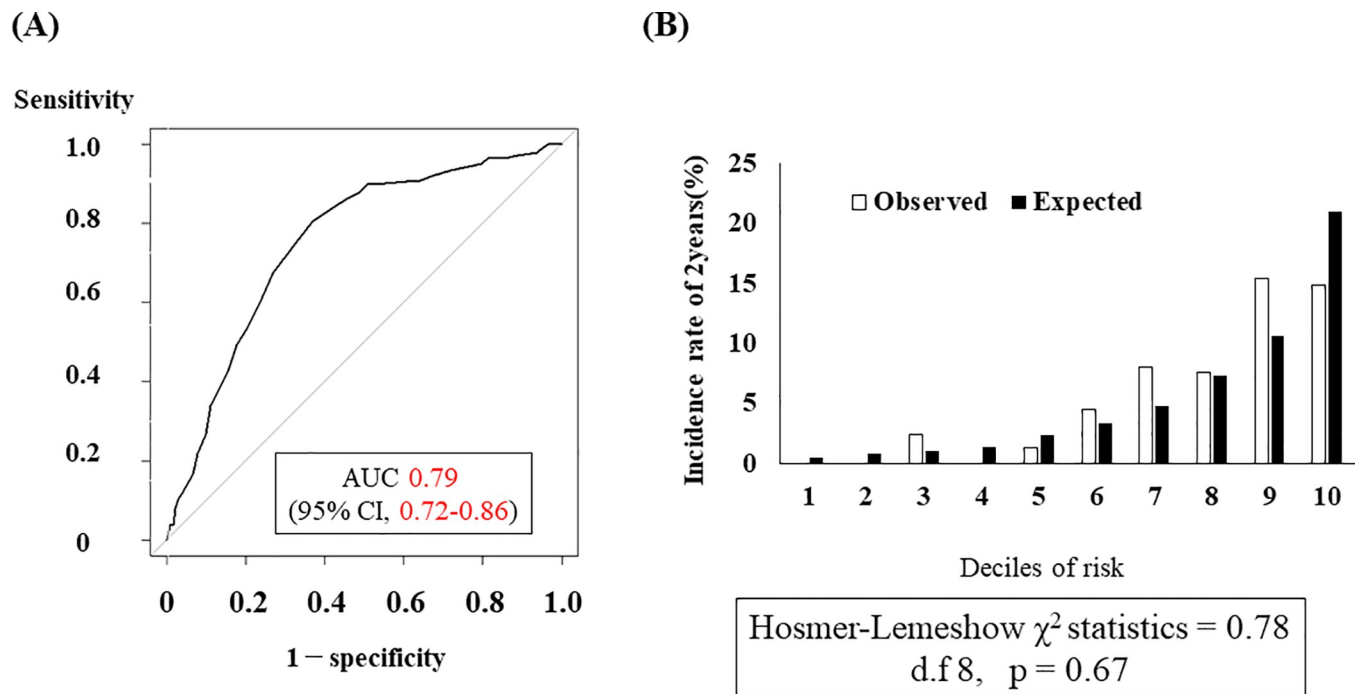 (A)
Sensitivity
1.0
0.8
0.6
0.4
0.2
0
AUC 0.79
(95% CI, 0.72-0.86)
0 0.2 0.4 0.6 0.8 1.0
1 − specificity
(B)
Incidence rate of 2years(%)
25
20
15
10
5
0
Observed Expected
1 2 3 4 5 6 7 8 9 10
Deciles of risk
Hosmer-Lemeshow χ² statistics = 0.78
d.f 8, p = 0.67